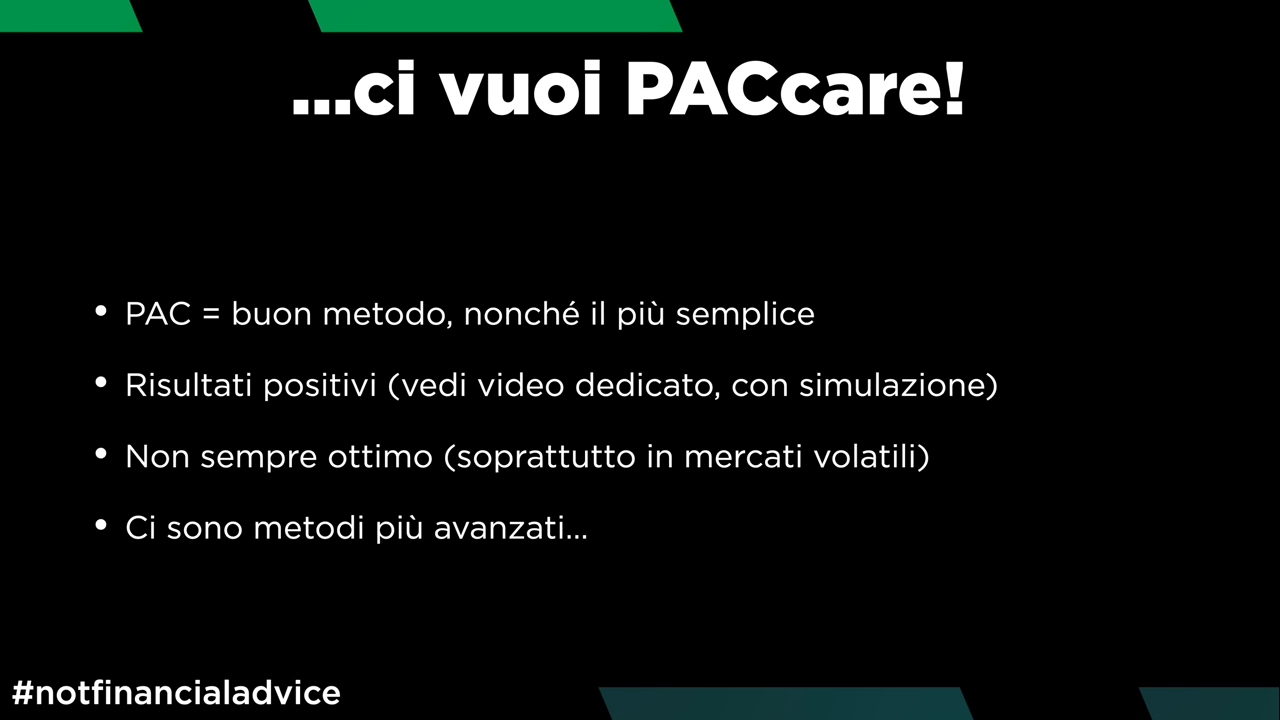 ...ci vuoi PACcare!
• PAC = buon metodo, nonché il più semplice
• Risultati positivi (vedi video dedicato, con simulazione)
• Non sempre ottimo (soprattutto in mercati volatili)
• Ci sono metodi più avanzati...
#notfinancialadvice